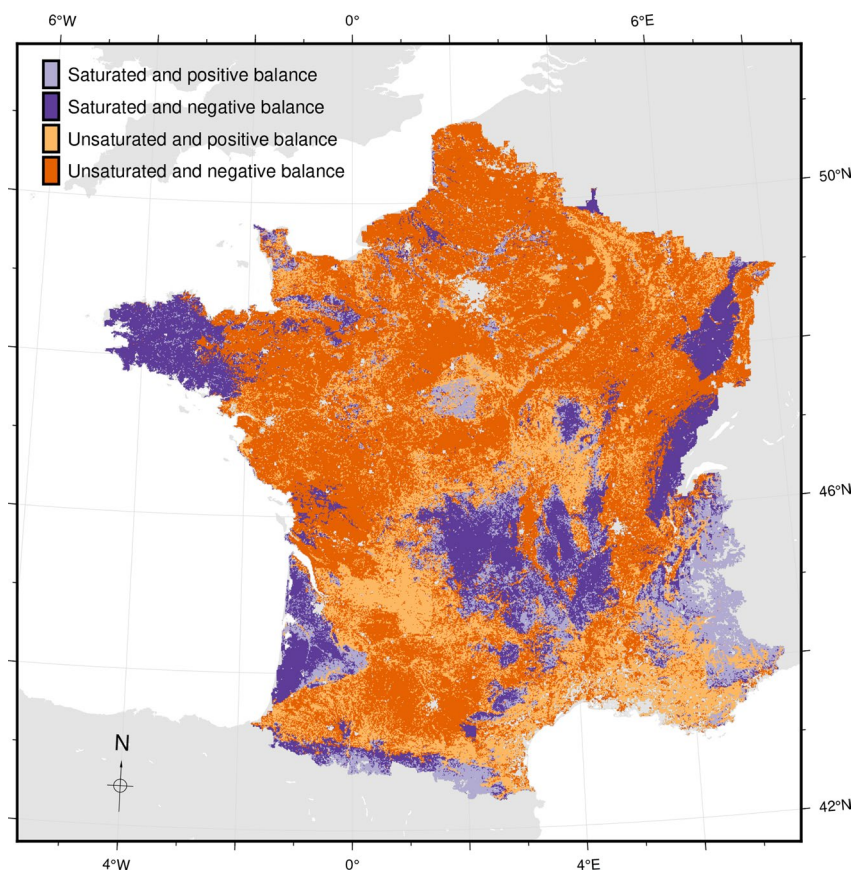 6°W 0° 6°E
Saturated and positive balance
Saturated and negative balance
Unsaturated and positive balance
Unsaturated and negative balance
50°N
46°N
N
42°N
4°W 0° 4°E